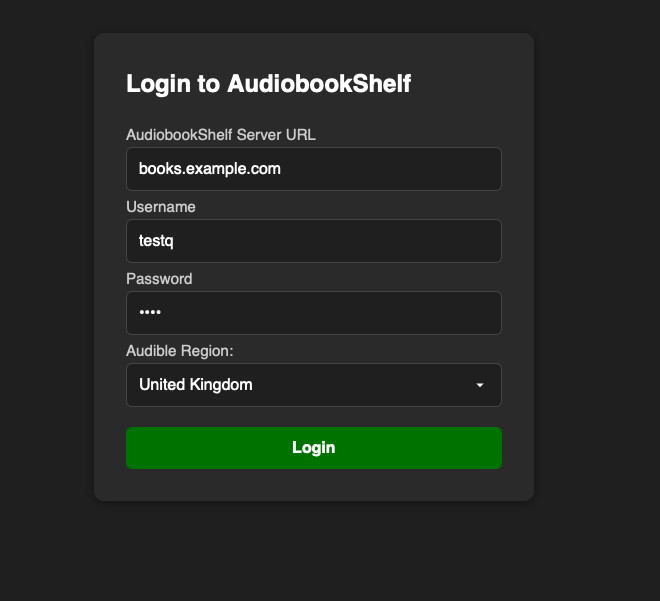 Login to AudiobookShelf
AudiobookShelf Server URL
books.example.com
Username
testq
Password
••••
Audible Region:
United Kingdom
Login